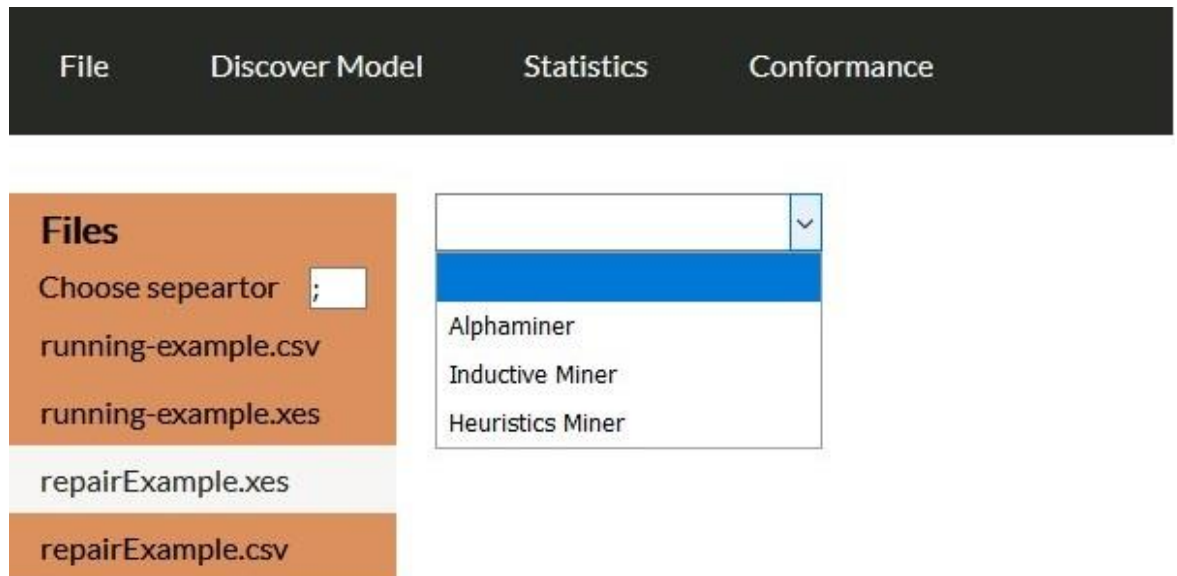 File Discover Model Statistics Conformance
Files
Choose sepeartor ;
running-example.csv
running-example.xes
repairExample.xes
repairExample.csv
Alphaminer
Inductive Miner
Heuristics Miner